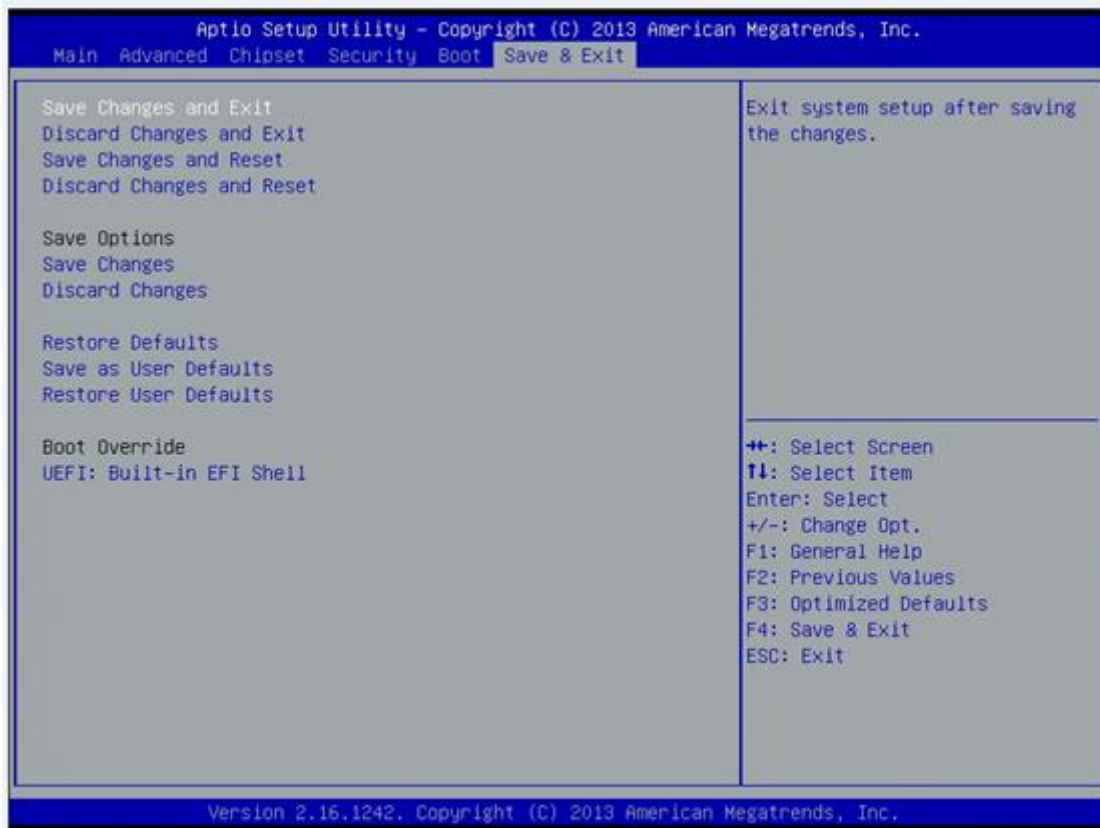 Aptio Setup Utility – Copyright (C) 2013 American Megatrends, Inc.
Main Advanced Chipset Security Boot Save & Exit
Save Changes and Exit
Discard Changes and Exit
Save Changes and Reset
Discard Changes and Reset
Save Options
Save Changes
Discard Changes
Restore Defaults
Save as User Defaults
Restore User Defaults
Boot Override
UEFI: Built-in EFI Shell
Exit system setup after saving
the changes.
→←: Select Screen
↑↓: Select Item
Enter: Select
+/-: Change Opt.
F1: General Help
F2: Previous Values
F3: Optimized Defaults
F4: Save & Exit
ESC: Exit
Version 2.16.1242. Copyright (C) 2013 American Megatrends, Inc.